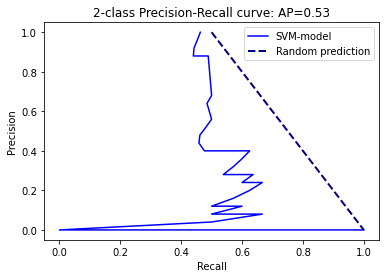 2-class Precision-Recall curve: AP=0.53
SVM-model
Random prediction
Precision
1.0
0.8
0.6
0.4
0.2
0.0
0.0 0.2 0.4 0.6 0.8 1.0
Recall